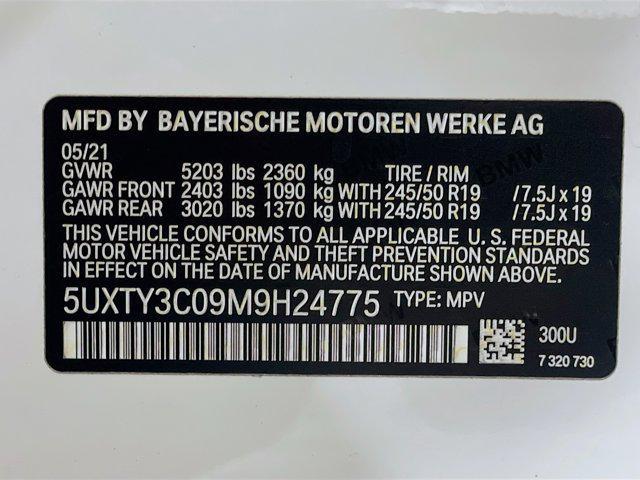 MFD BY BAYERISCHE MOTOREN WERKE AG
05/21
GVWR 5203 lbs 2360 kg TIRE / RIM
GAWR FRONT 2403 lbs 1090 kg WITH 245/50 R19 /7.5J x 19
GAWR REAR 3020 lbs 1370 kg WITH 245/50 R19 /7.5J x 19
THIS VEHICLE CONFORMS TO ALL APPLICABLE U. S. FEDERAL
MOTOR VEHICLE SAFETY AND THEFT PREVENTION STANDARDS
IN EFFECT ON THE DATE OF MANUFACTURE SHOWN ABOVE.
5UXTY3C09M9H24775 TYPE: MPV
300U
7 320 730
BMW
BMW